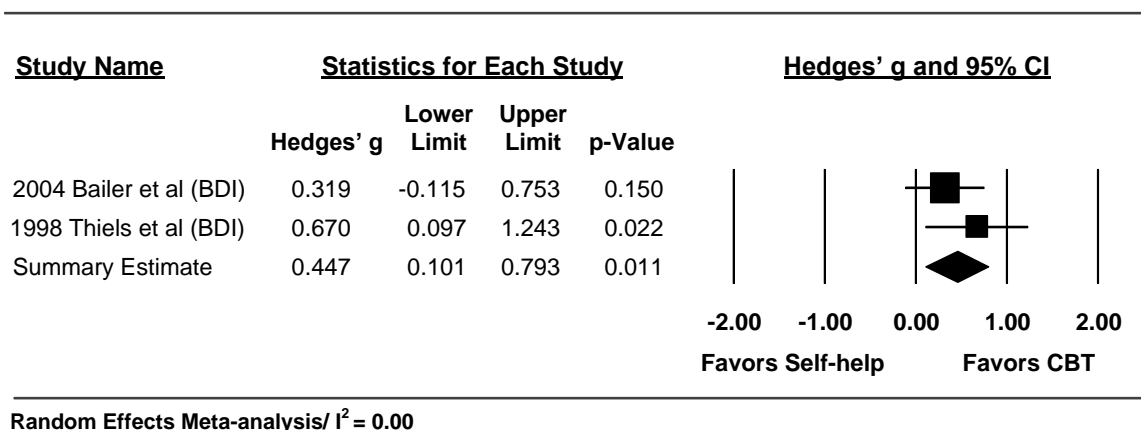 Study Name Statistics for Each Study Hedges' g and 95% CI
Lower Upper
Hedges' g Limit Limit p-Value
2004 Bailer et al (BDI) 0.319 -0.115 0.753 0.150
1998 Thiels et al (BDI) 0.670 0.097 1.243 0.022
Summary Estimate 0.447 0.101 0.793 0.011
-2.00 -1.00 0.00 1.00 2.00
Favors Self-help Favors CBT
Random Effects Meta-analysis/ I² = 0.00